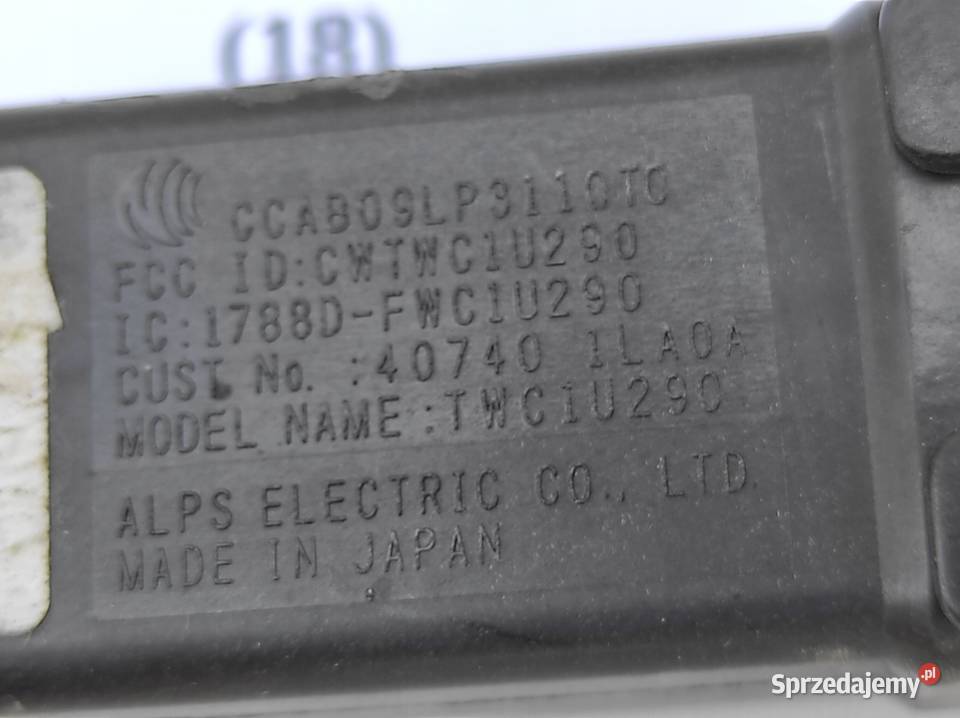 (18)
CCAB09LP3110T0
FCC ID:CWTWC1U290
IC:1788D-FWC1U290
CUST No. :40740 1LA0A
MODEL NAME:TWC1U290
ALPS ELECTRIC CO., LTD.
MADE IN JAPAN
Sprzedajemy.pl